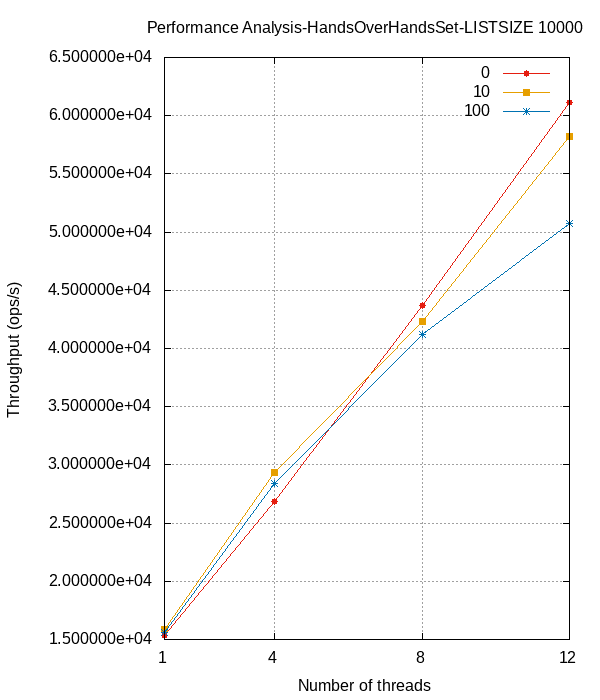 Performance Analysis-HandsOverHandsSet-LISTSIZE 10000
6.500000e+04
0
10
100
6.000000e+04
5.500000e+04
5.000000e+04
4.500000e+04
4.000000e+04
3.500000e+04
3.000000e+04
2.500000e+04
2.000000e+04
1.500000e+04
Throughput (ops/s)
1 4 8 12
Number of threads